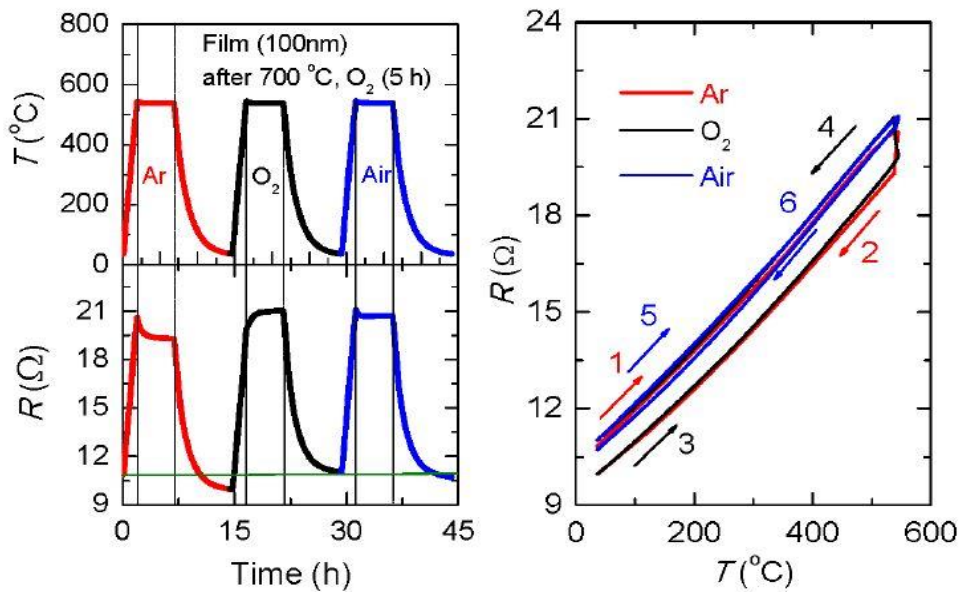 T(°C)
800
600
400
200
0
Film (100nm)
after 700 °C, O₂ (5 h)
Ar
O₂
Air
R(Ω)
21
18
15
12
11
9
0
15
30
45
Time (h)
R(Ω)
24
21
18
15
12
9
Ar
O₂
Air
4
6
2
5
1
3
0
200
400
600
T(°C)